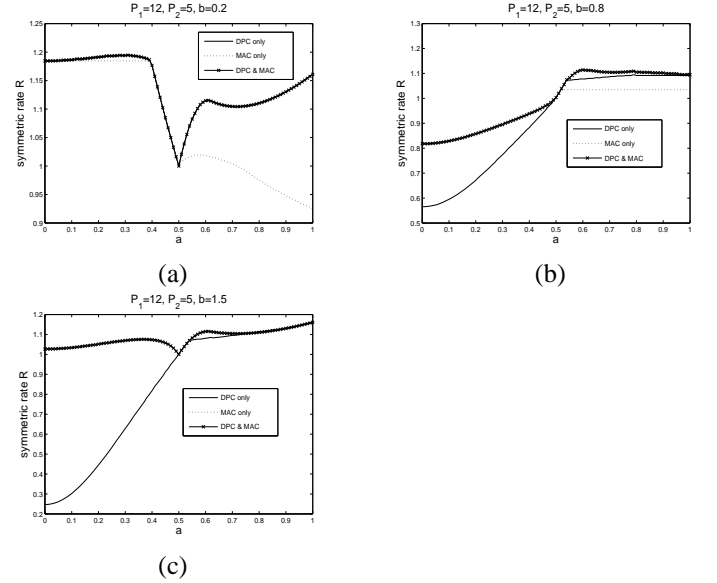 P_1=12, P_2=5, b=0.2
symmetric rate R
1.25
1.2
1.15
1.1
1.05
1
0.95
0.9
DPC only
MAC only
DPC & MAC
0 0.1 0.2 0.3 0.4 0.5 0.6 0.7 0.8 0.9 1
a
(a)
P_1=12, P_2=5, b=0.8
symmetric rate R
1.3
1.2
1.1
1
0.9
0.8
0.7
0.6
0.5
DPC only
MAC only
DPC & MAC
0 0.1 0.2 0.3 0.4 0.5 0.6 0.7 0.8 0.9 1
a
(b)
P_1=12, P_2=5, b=1.5
symmetric rate R
1.2
1.1
1
0.9
0.8
0.7
0.6
0.5
0.4
0.3
0.2
DPC only
MAC only
DPC & MAC
0 0.1 0.2 0.3 0.4 0.5 0.6 0.7 0.8 0.9 1
a
(c)